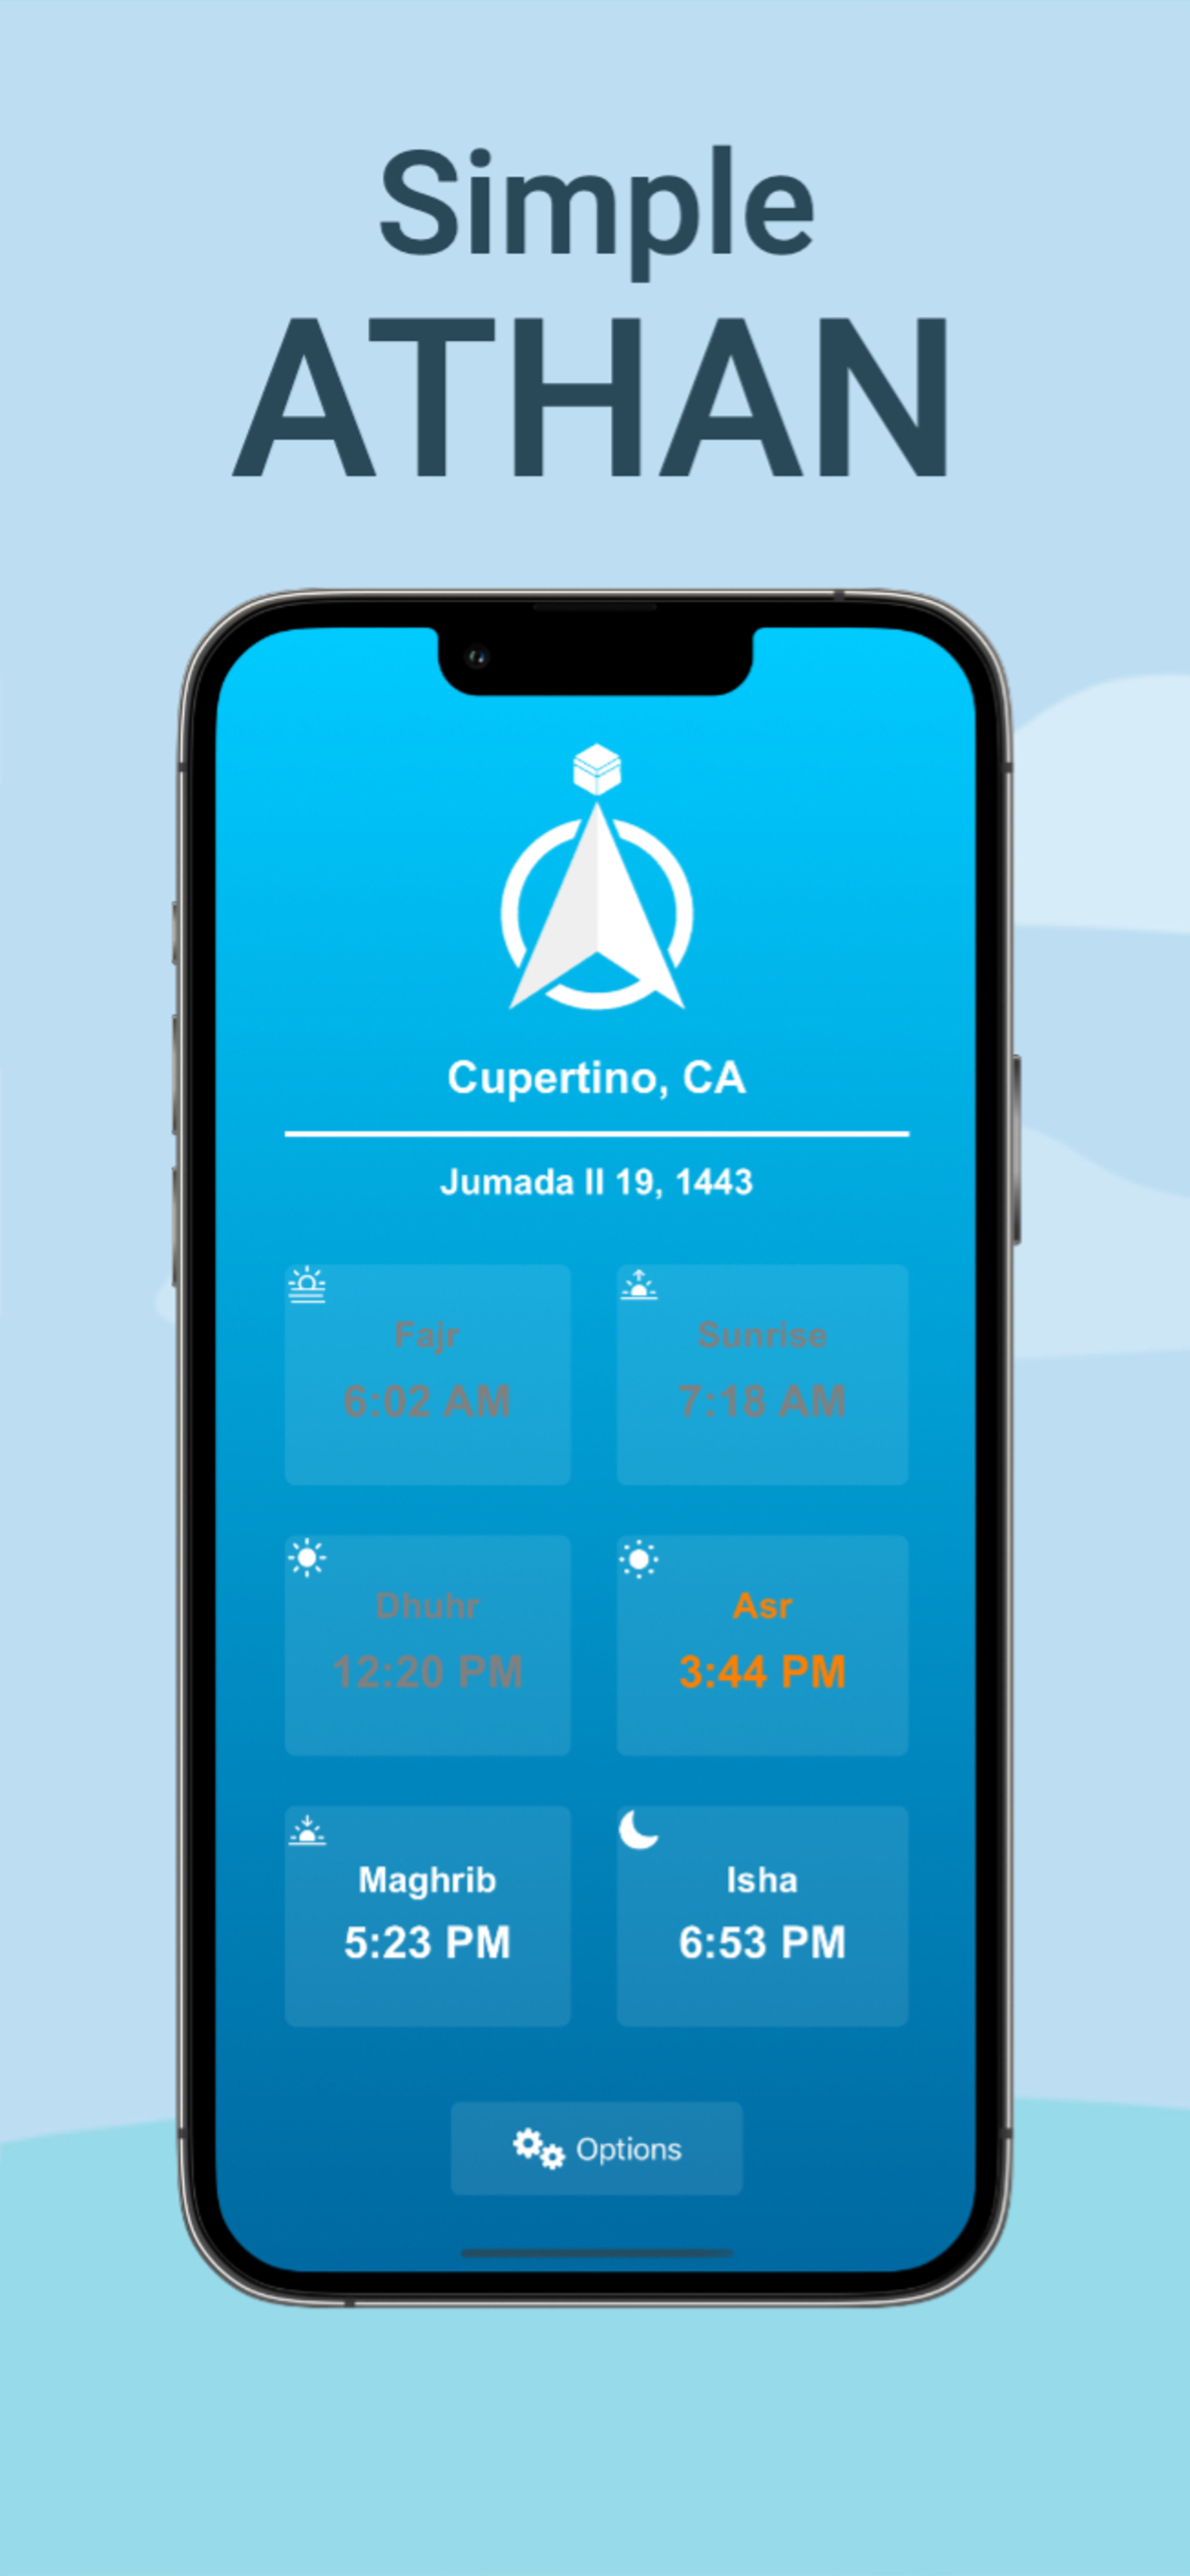 Simple
ATHAN
Cupertino, CA
Jumada II 19, 1443
Fajr
6:02 AM
Sunrise
7:18 AM
Dhuhr
12:20 PM
Asr
3:44 PM
Maghrib
5:23 PM
Isha
6:53 PM
Options